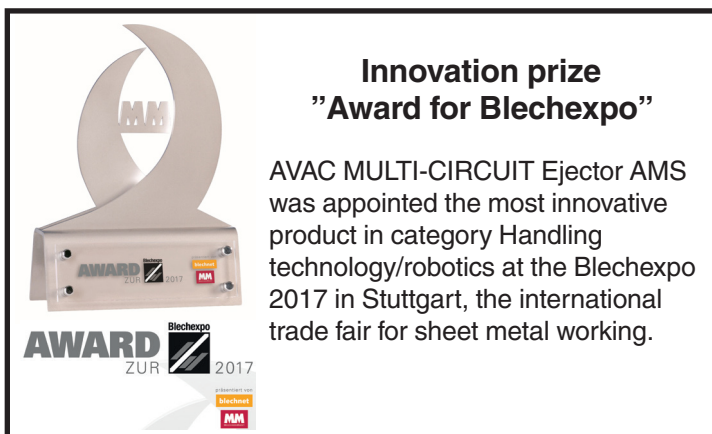 Innovation prize
”Award for Blechexpo”
AVAC MULTI-CIRCUIT Ejector AMS
was appointed the most innovative
product in category Handling
technology/robotics at the Blechexpo
2017 in Stuttgart, the international
trade fair for sheet metal working.
MM
AWARD
ZUR 2017
blechnet
MM
Blechexpo
AWARD
ZUR 2017
präsentiert von
blechnet
MM